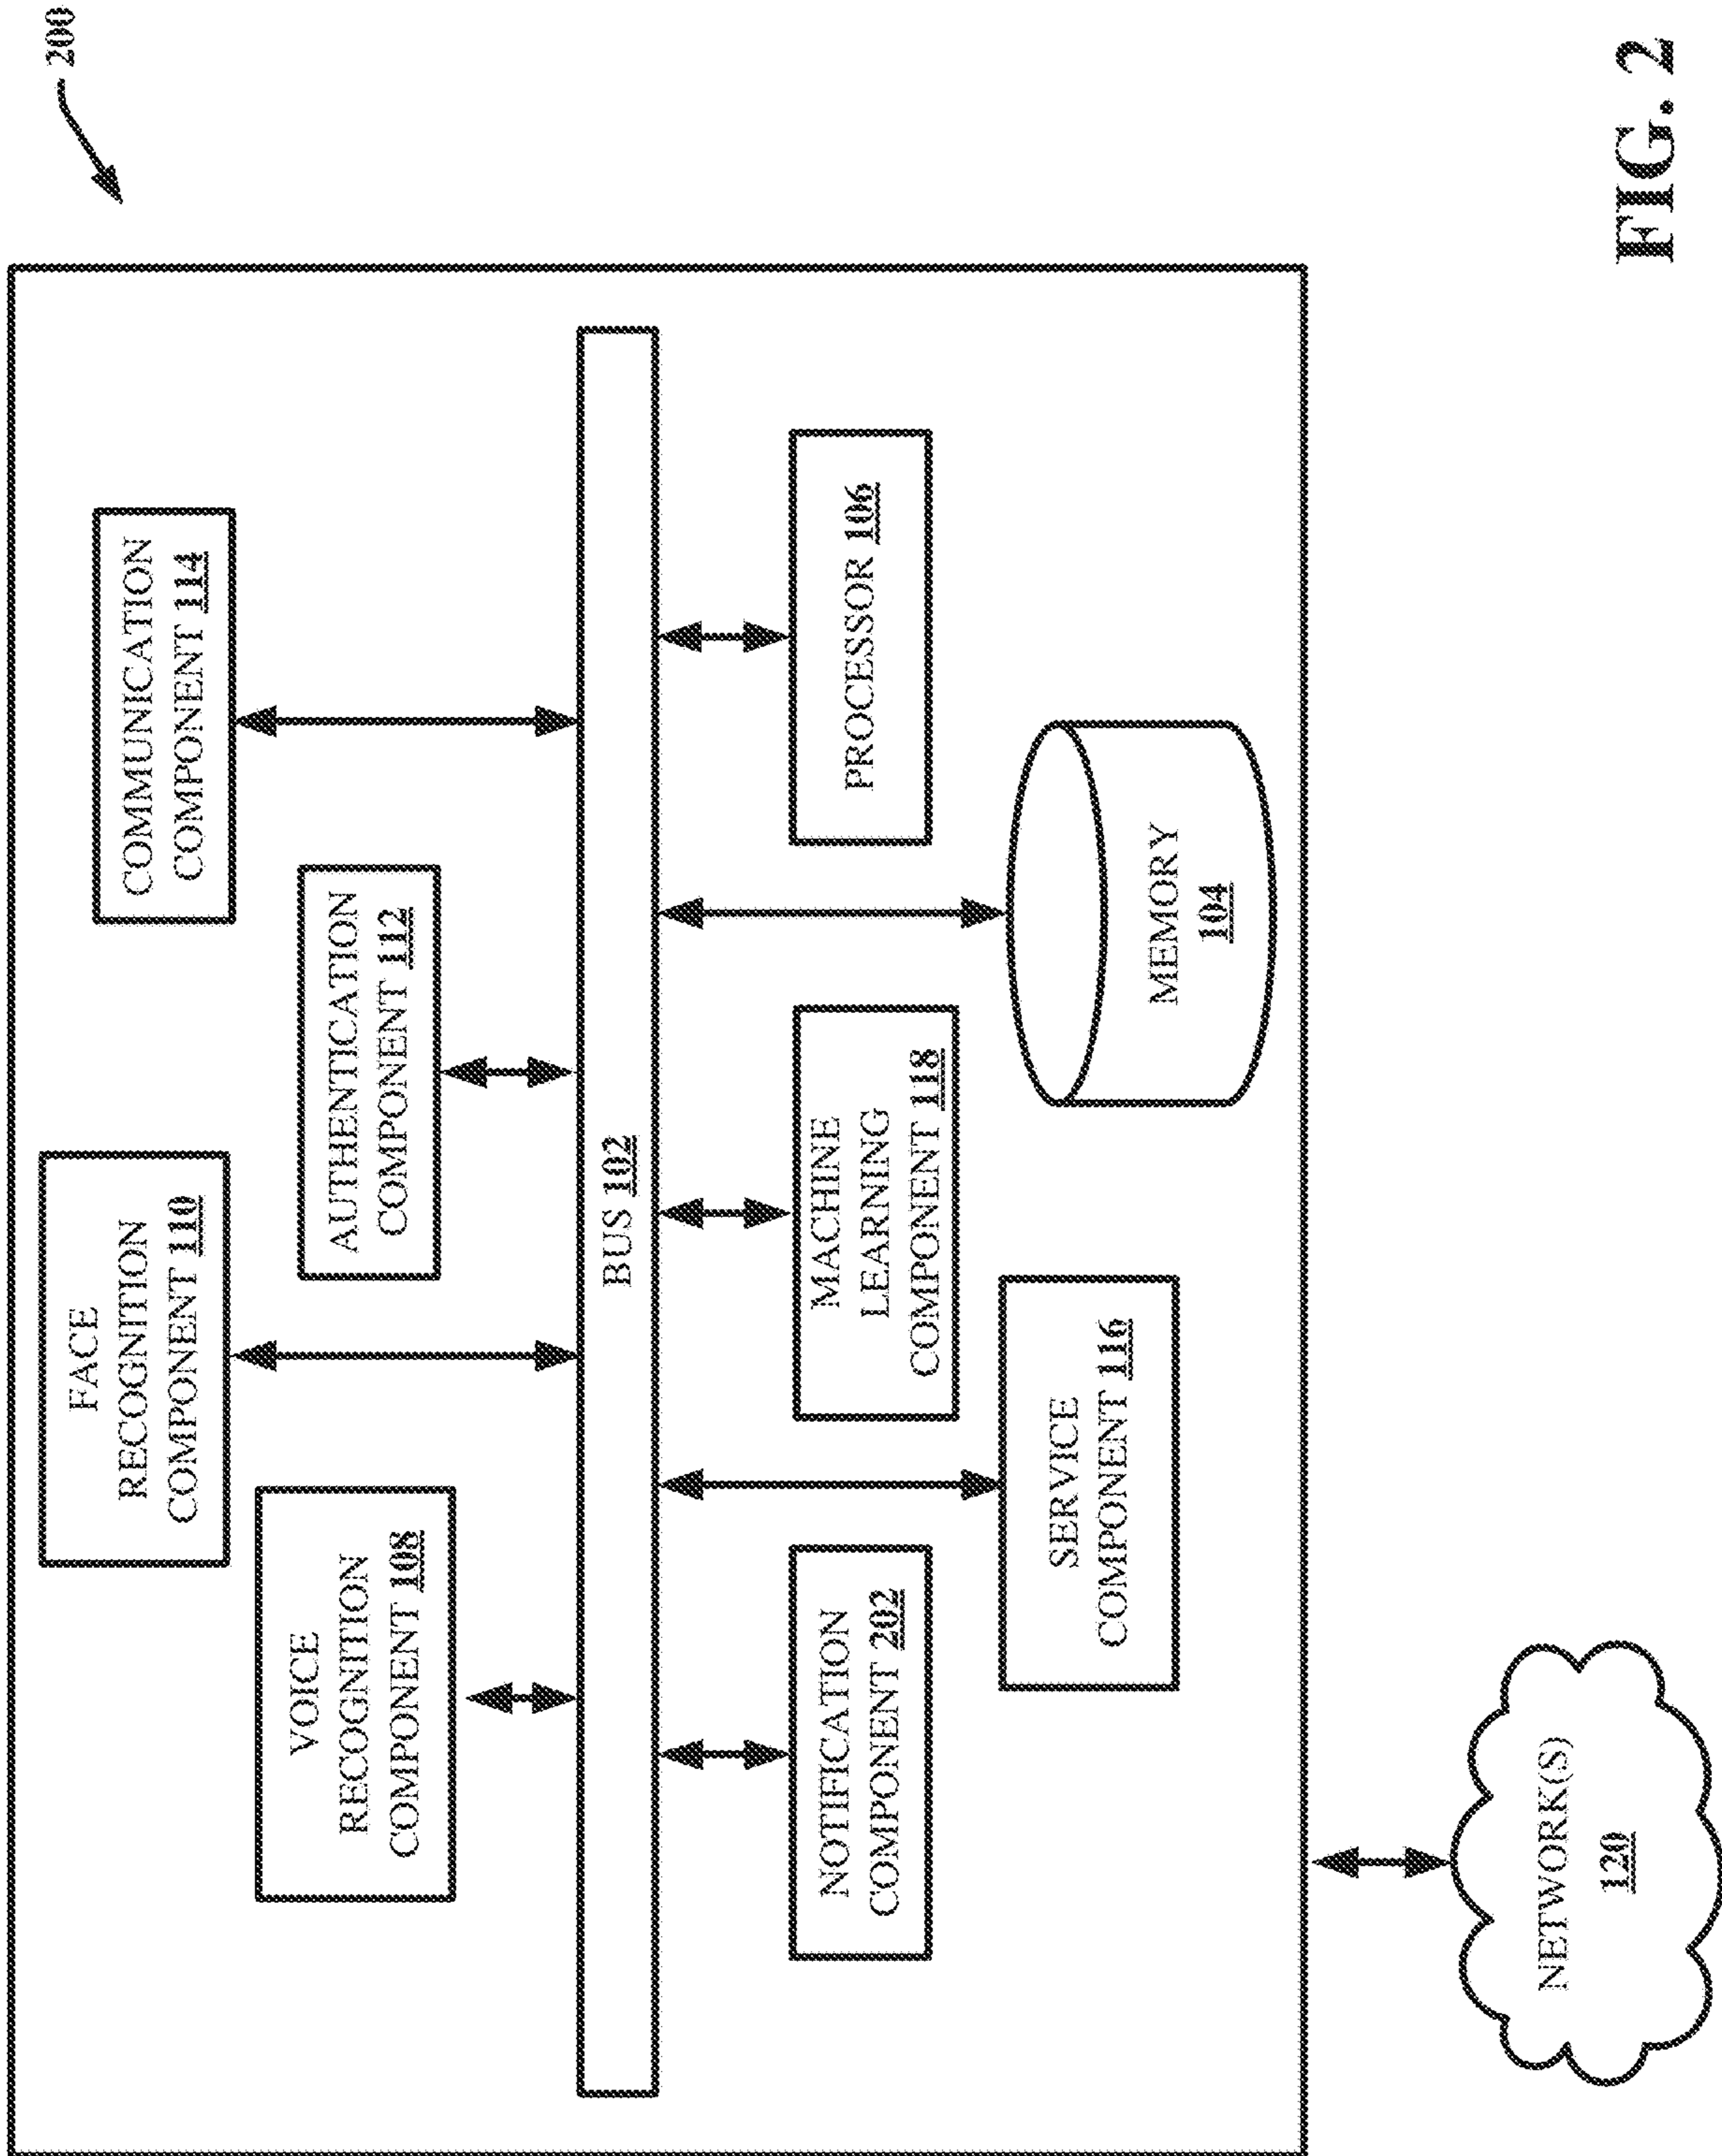 200
FACE
RECOGNITION
COMPONENT 110
COMMUNICATION
COMPONENT 114
VOICE
RECOGNITION
COMPONENT 108
AUTHENTICATION
COMPONENT 112
BUS 102
NOTIFICATION
COMPONENT 202
MACHINE
LEARNING
COMPONENT 118
PROCESSOR 106
SERVICE
COMPONENT 116
MEMORY
104
NETWORK(S)
120
FIG. 2